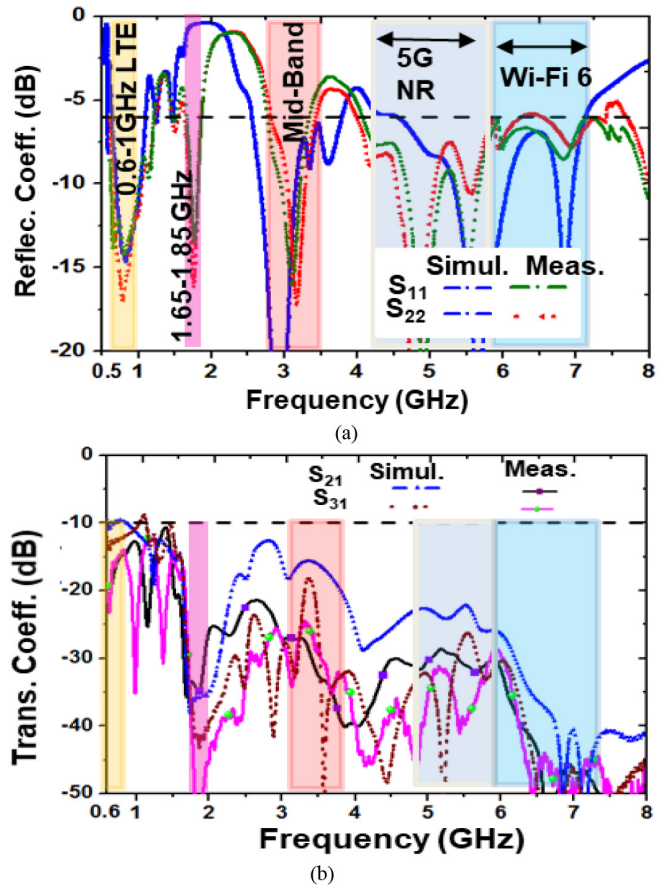 0
-5
-10
-15
-20
Reflec. Coeff. (dB)
0.6-1GHz LTE
1.65-1.85 GHz
Mid-Band
5G
NR
Wi-Fi 6
Simul. Meas.
S11
S22
0.5 1 2 3 4 5 6 7 8
Frequency (GHz)
(a)
0
-10
-20
-30
-40
-50
Trans. Coeff. (dB)
S21 Simul. Meas.
S31
0.6 1 2 3 4 5 6 7 8
Frequency (GHz)
(b)